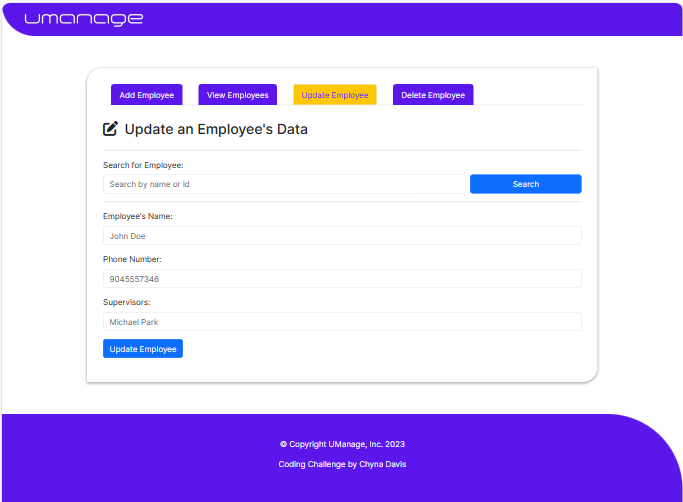 umanage
Add Employee View Employees Update Employee Delete Employee
Update an Employee's Data
Search for Employee:
Search by name or id Search
Employee's Name:
John Doe
Phone Number:
9045557346
Supervisors:
Michael Park
Update Employee
© Copyright UManage, Inc. 2023
Coding Challenge by Chyna Davis